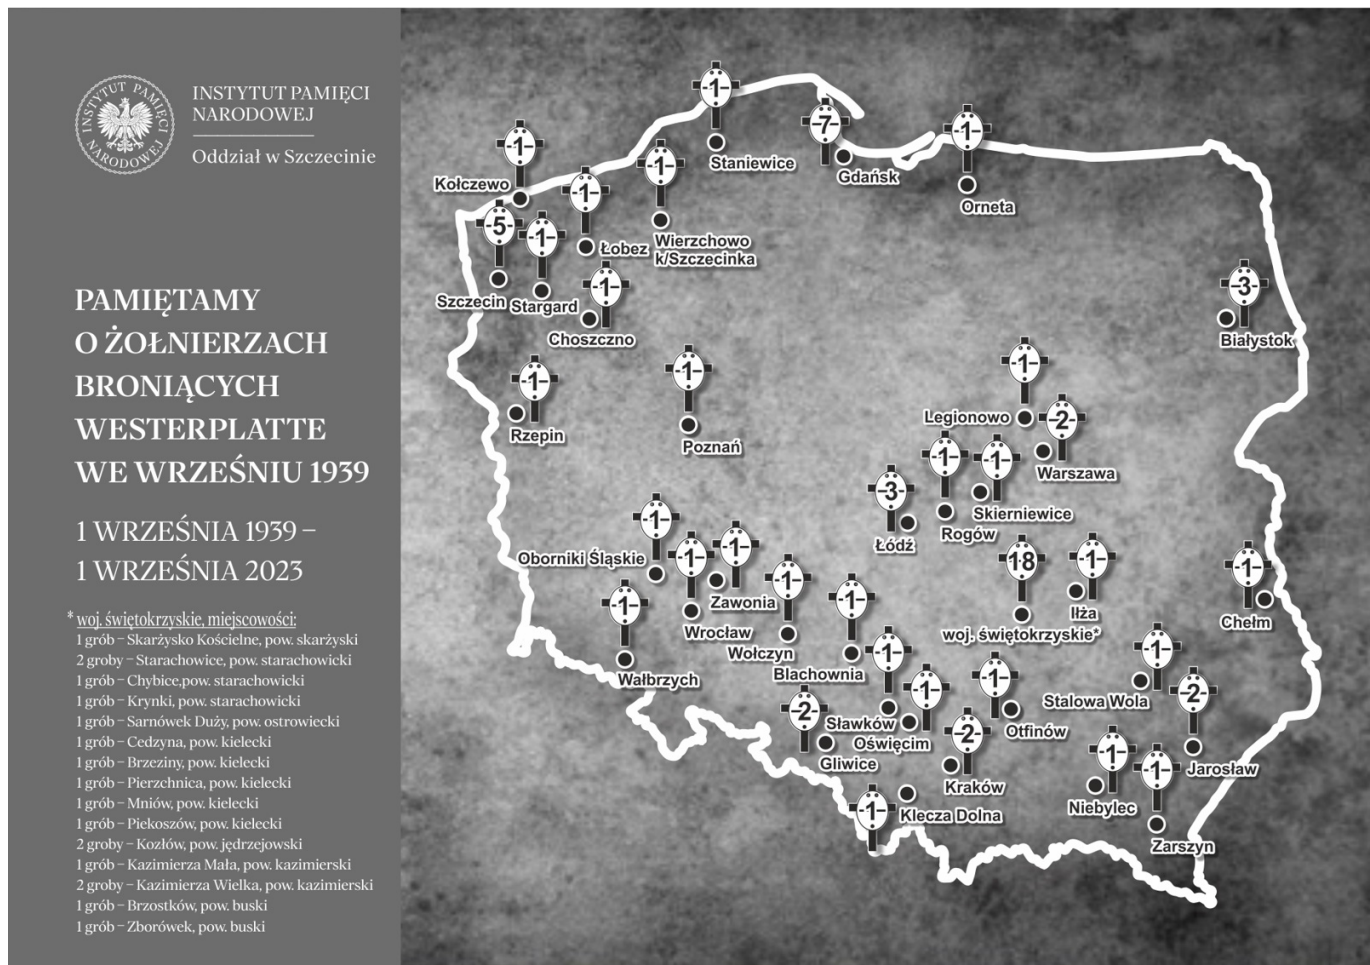 INSTYTUT PAMIĘCI NARODOWEJ
INSTYTUT PAMIĘCI
NARODOWEJ
Oddział w Szczecinie
PAMIĘTAMY
O ŻOŁNIERZACH
BRONIĄCYCH
WESTERPLATTE
WE WRZEŚNIU 1939
1 WRZEŚNIA 1939 –
1 WRZEŚNIA 2023
* woj. świętokrzyskie, miejscowości:
1 grób – Skarżysko Kościelne, pow. skarżyski
2 groby – Starachowice, pow. starachowicki
1 grób – Chybice,pow. starachowicki
1 grób – Krynki, pow. starachowicki
1 grób – Sarnówek Duży, pow. ostrowiecki
1 grób – Cedzyna, pow. kielecki
1 grób – Brzeziny, pow. kielecki
1 grób – Pierzchnica, pow. kielecki
1 grób – Mniów, pow. kielecki
1 grób – Piekoszów, pow. kielecki
2 groby – Kozłów, pow. jędrzejowski
1 grób – Kazimierza Mała, pow. kazimierski
2 groby – Kazimierza Wielka, pow. kazimierski
1 grób – Brzostków, pow. buski
1 grób – Zborówek, pow. buski
-1-
Staniewice
-7-
Gdańsk
-1-
Orneta
-1-
Kołczewo
-1-
Wierzchowo
k/Szczecinka
-1-
Łobez
-5-
Szczecin
-1-
Stargard
-1-
Choszczno
-3-
Białystok
-1-
Rzepin
-1-
Poznań
-1-
Legionowo
-2-
Warszawa
-1-
Rogów
-1-
Skierniewice
-3-
Łódź
-1-
Oborniki Śląskie
-1-
Wrocław
-1-
Zawonia
-1-
Wołczyn
-1-
Blachownia
18
woj. świętokrzyskie*
-1-
Iłża
-1-
Chełm
-1-
Wałbrzych
-1-
Sławków
-1-
Oświęcim
-1-
Otfinów
-1-
Stalowa Wola
-2-
Jarosław
-2-
Gliwice
-2-
Kraków
-1-
Niebylec
-1-
Zarszyn
-1-
Klecza Dolna